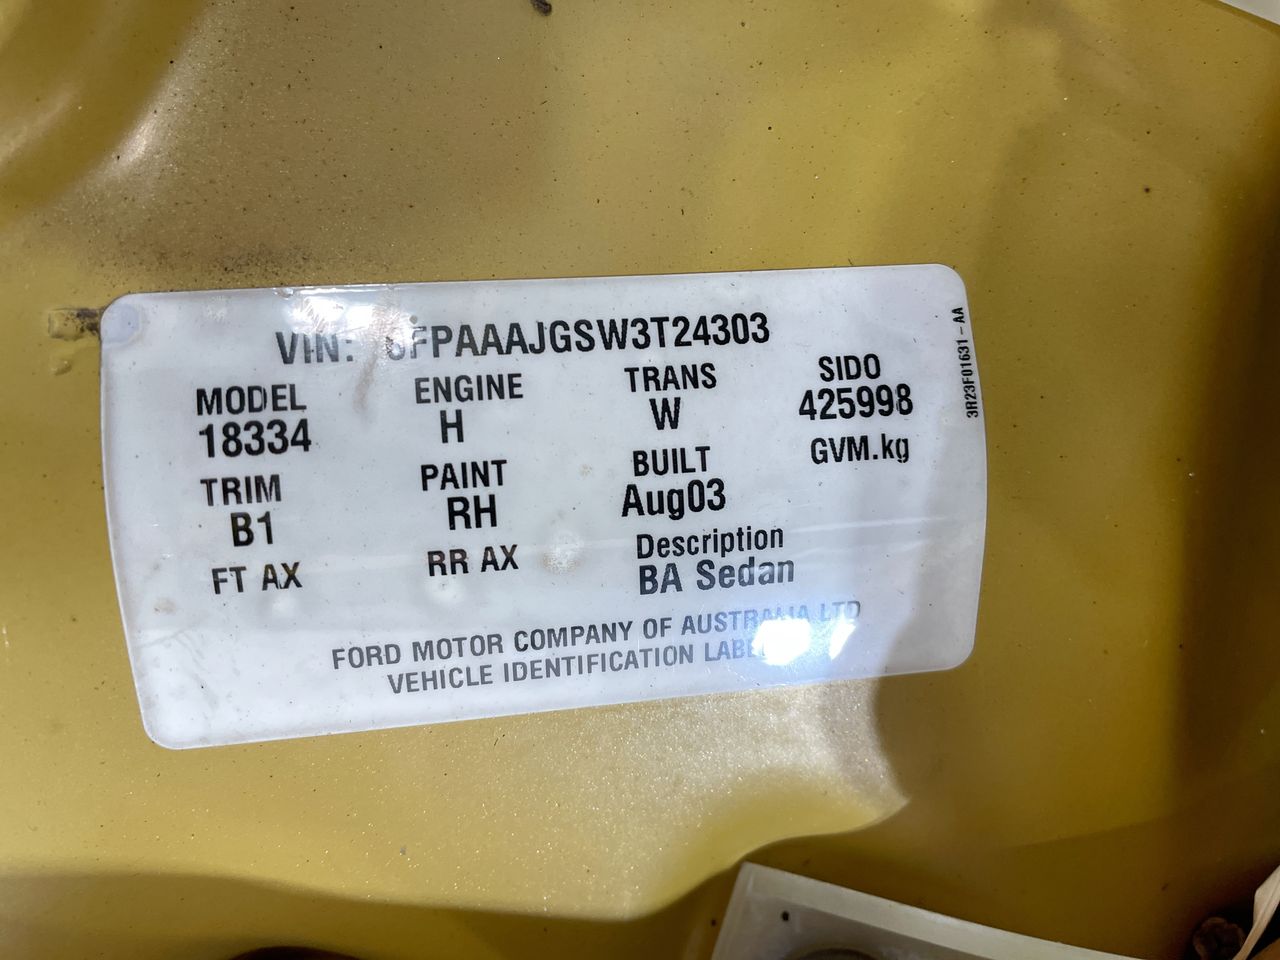 VIN: 6FPAAAJGSW3T24303
MODEL ENGINE TRANS SIDO
18334 H W 425998
TRIM PAINT BUILT GVM.kg
B1 RH Aug03
FT AX RR AX Description
BA Sedan
FORD MOTOR COMPANY OF AUSTRALIA LTD
VEHICLE IDENTIFICATION LABEL
3R23F01631-AA